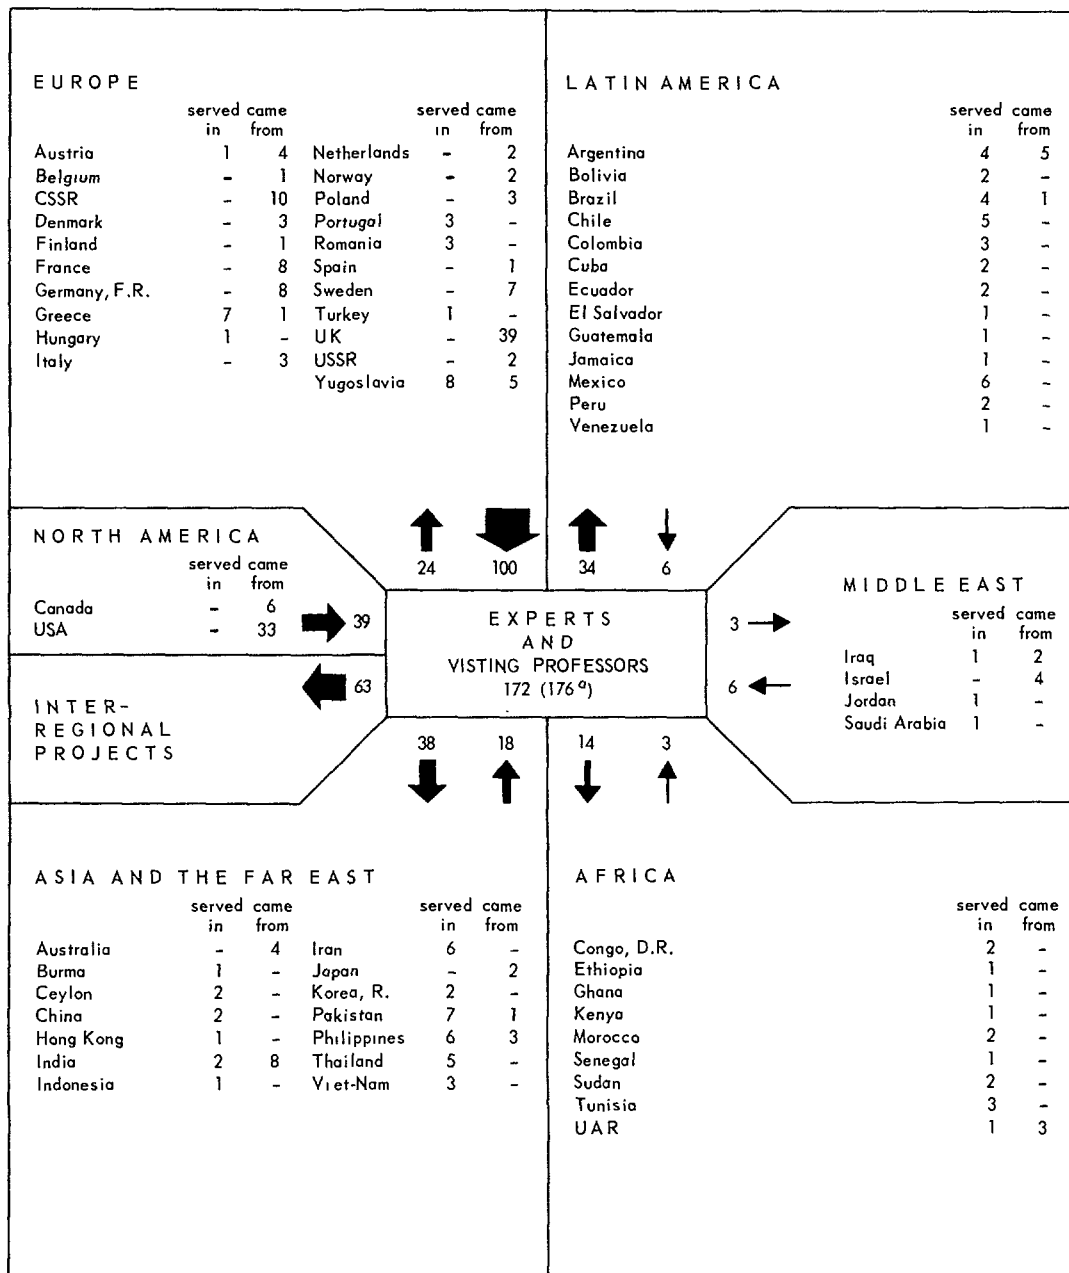 EUROPE
served came served came
in from in from
Austria 1 4 Netherlands - 2
Belgium - 1 Norway - 2
CSSR - 10 Poland - 3
Denmark - 3 Portugal 3 -
Finland - 1 Romania 3 -
France - 8 Spain - 1
Germany, F.R. - 8 Sweden - 7
Greece 7 1 Turkey 1 -
Hungary 1 - UK - 39
Italy - 3 USSR - 2
Yugoslavia 8 5
LATIN AMERICA
served came
in from
Argentina 4 5
Bolivia 2 -
Brazil 4 1
Chile 5 -
Colombia 3 -
Cuba 2 -
Ecuador 2 -
El Salvador 1 -
Guatemala 1 -
Jamaica 1 -
Mexico 6 -
Peru 2 -
Venezuela 1 -
24 100 34 6
NORTH AMERICA
served came
in from
Canada - 6
USA - 33
39
EXPERTS
AND
VISTING PROFESSORS
172 (176 a)
3
6
MIDDLE EAST
served came
in from
Iraq 1 2
Israel - 4
Jordan 1 -
Saudi Arabia 1 -
63
INTER-
REGIONAL
PROJECTS
38 18 14 3
ASIA AND THE FAR EAST
served came served came
in from in from
Australia - 4 Iran 6 -
Burma 1 - Japan - 2
Ceylon 2 - Korea, R. 2 -
China 2 - Pakistan 7 1
Hong Kong 1 - Philippines 6 3
India 2 8 Thailand 5 -
Indonesia 1 - Viet-Nam 3 -
AFRICA
served came
in from
Congo, D.R. 2 -
Ethiopia 1 -
Ghana 1 -
Kenya 1 -
Morocco 2 -
Senegal 1 -
Sudan 2 -
Tunisia 3 -
UAR 1 3